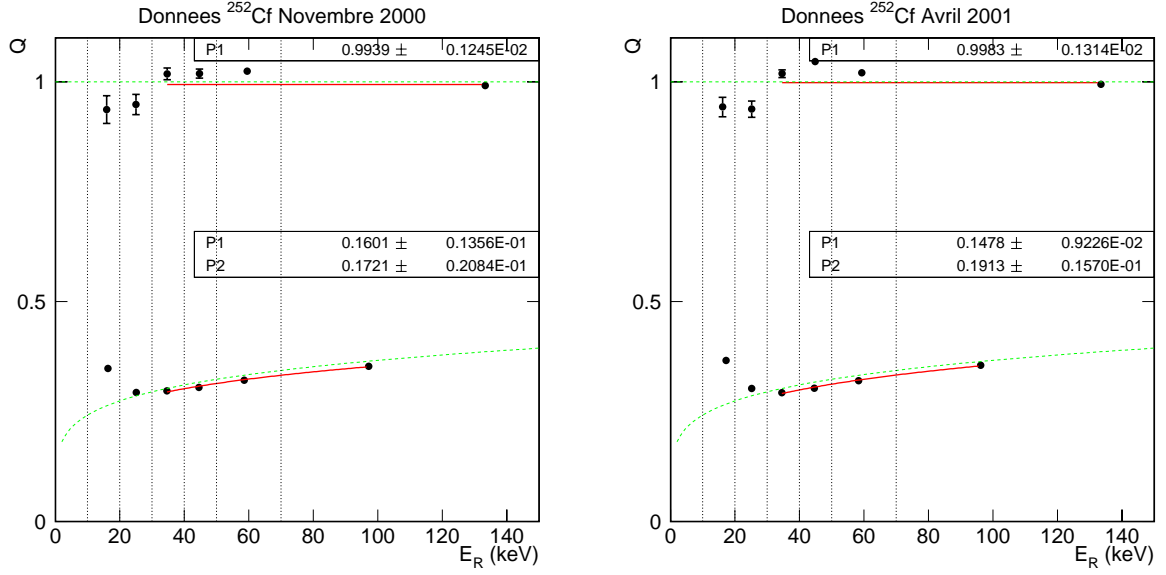 Donnees 252Cf Novembre 2000
Q
P1 0.9939 ± 0.1245E-02
1
P1 0.1601 ± 0.1356E-01
P2 0.1721 ± 0.2084E-01
0.5
0
0 20 40 60 80 100 120 140
E_R (keV)
Donnees 252Cf Avril 2001
Q
P1 0.9983 ± 0.1314E-02
1
P1 0.1478 ± 0.9226E-02
P2 0.1913 ± 0.1570E-01
0.5
0
0 20 40 60 80 100 120 140
E_R (keV)